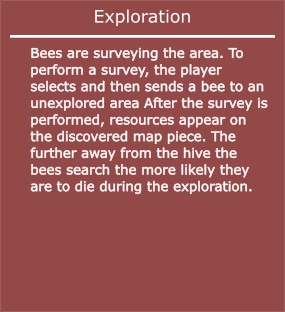 Exploration
Bees are surveying the area. To
perform a survey, the player
selects and then sends a bee to an
unexplored area After the survey is
performed, resources appear on
the discovered map piece. The
further away from the hive the
bees search the more likely they
are to die during the exploration.